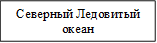 Северный Ледовитый
океан